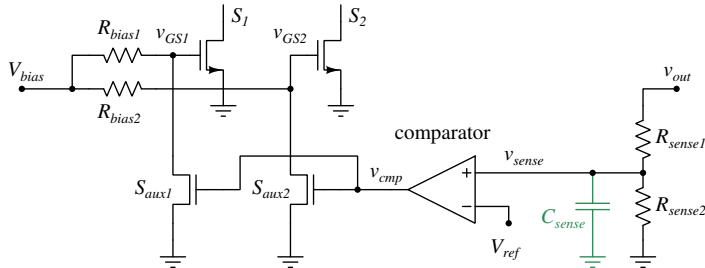 S1
S2
Rbias1
vGS1
vGS2
Vbias
vout
Rbias2
comparator
Rsense1
vsense
vcmp
+
Saux1
Saux2
−
Csense
Rsense2
Vref